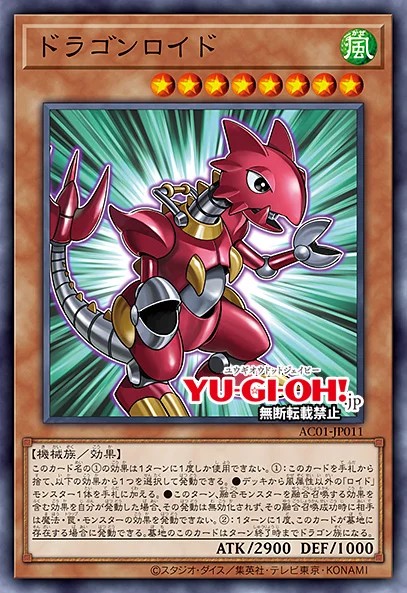 ドラゴンロイド
風
ユウギオウドットジェイピー
YU-GI-OH!.jp
無断転載禁止
AC01-JP011
【機械族/効果】
このカード名の①の効果は1ターンに1度しか使用できない。①:このカードを手札から
捨て、以下の効果から1つを選択して発動できる。●デッキから風属性以外の「ロイド」
モンスター1体を手札に加える。●このターン、融合モンスターを融合召喚する効果を
含む効果を自分が発動した場合、その発動は無効化されず、その融合召喚成功時に相手
は魔法・罠・モンスターの効果を発動できない。②:1ターンに1度、このカードが墓地に
存在する場合に発動できる。墓地のこのカードはターン終了時までドラゴン族になる。
ATK/2900 DEF/1000
©スタジオ・ダイス/集英社・テレビ東京・KONAMI